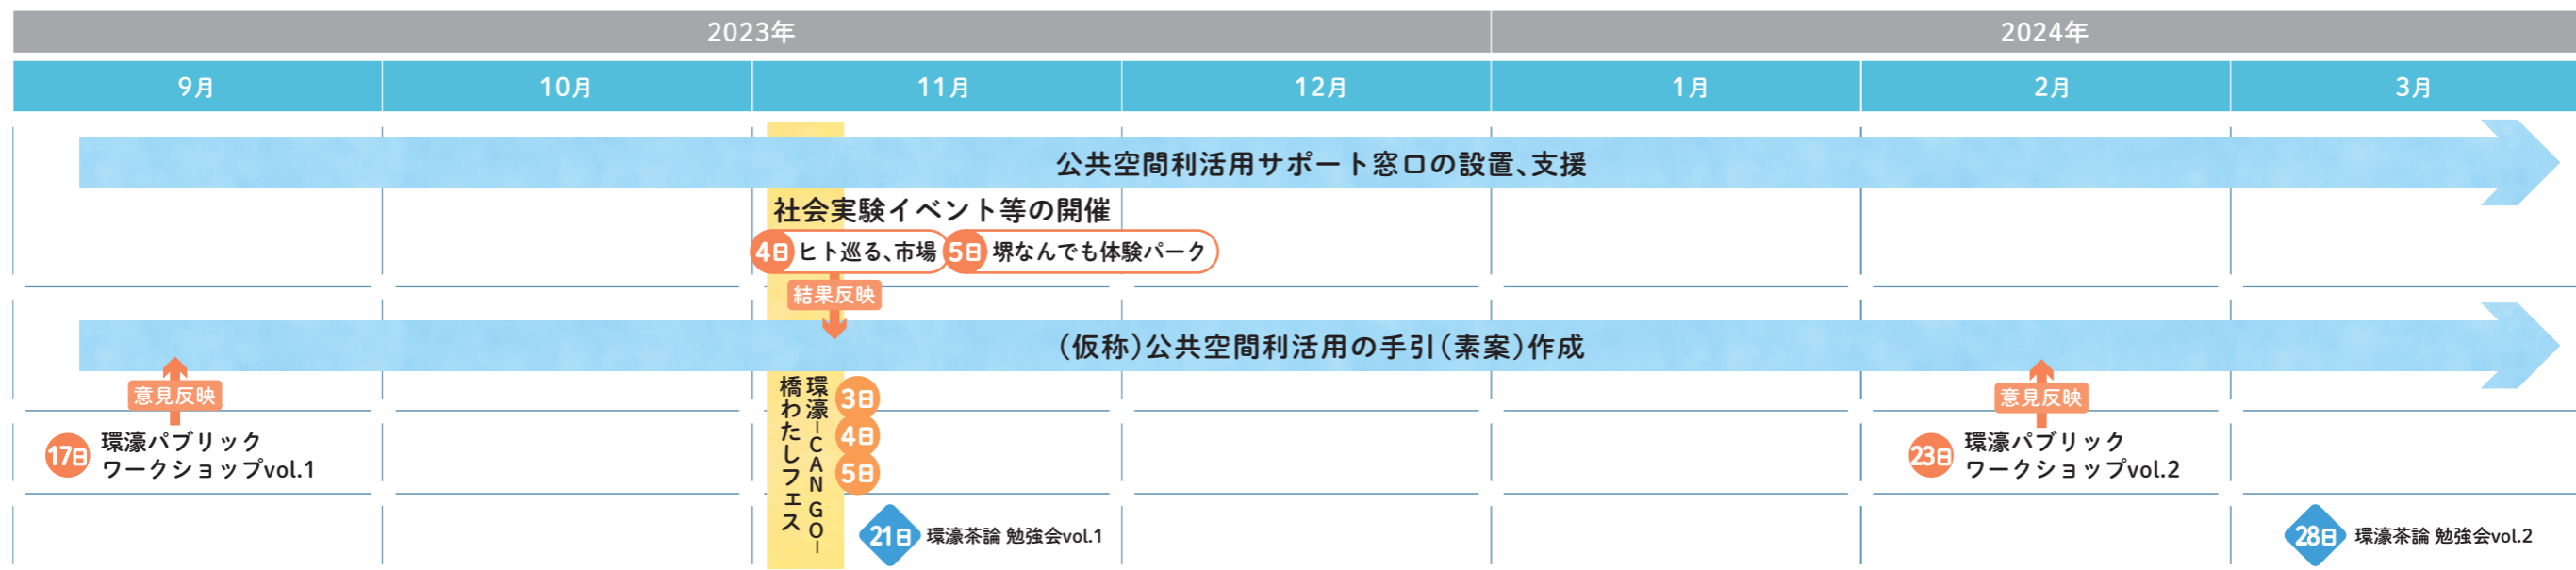 2023年
2024年
9月
10月
11月
12月
1月
2月
3月
公共空間利活用サポート窓口の設置、支援
社会実験イベント等の開催
4日 ヒト巡る、市場
5日 堺なんでも体験パーク
結果反映
(仮称)公共空間利活用の手引(素案)作成
意見反映
17日
環濠パブリック
ワークショップvol.1
環濠-CAN GO-
橋わたしフェス
3日
4日
5日
意見反映
23日
環濠パブリック
ワークショップvol.2
21日 環濠茶論 勉強会vol.1
28日 環濠茶論 勉強会vol.2